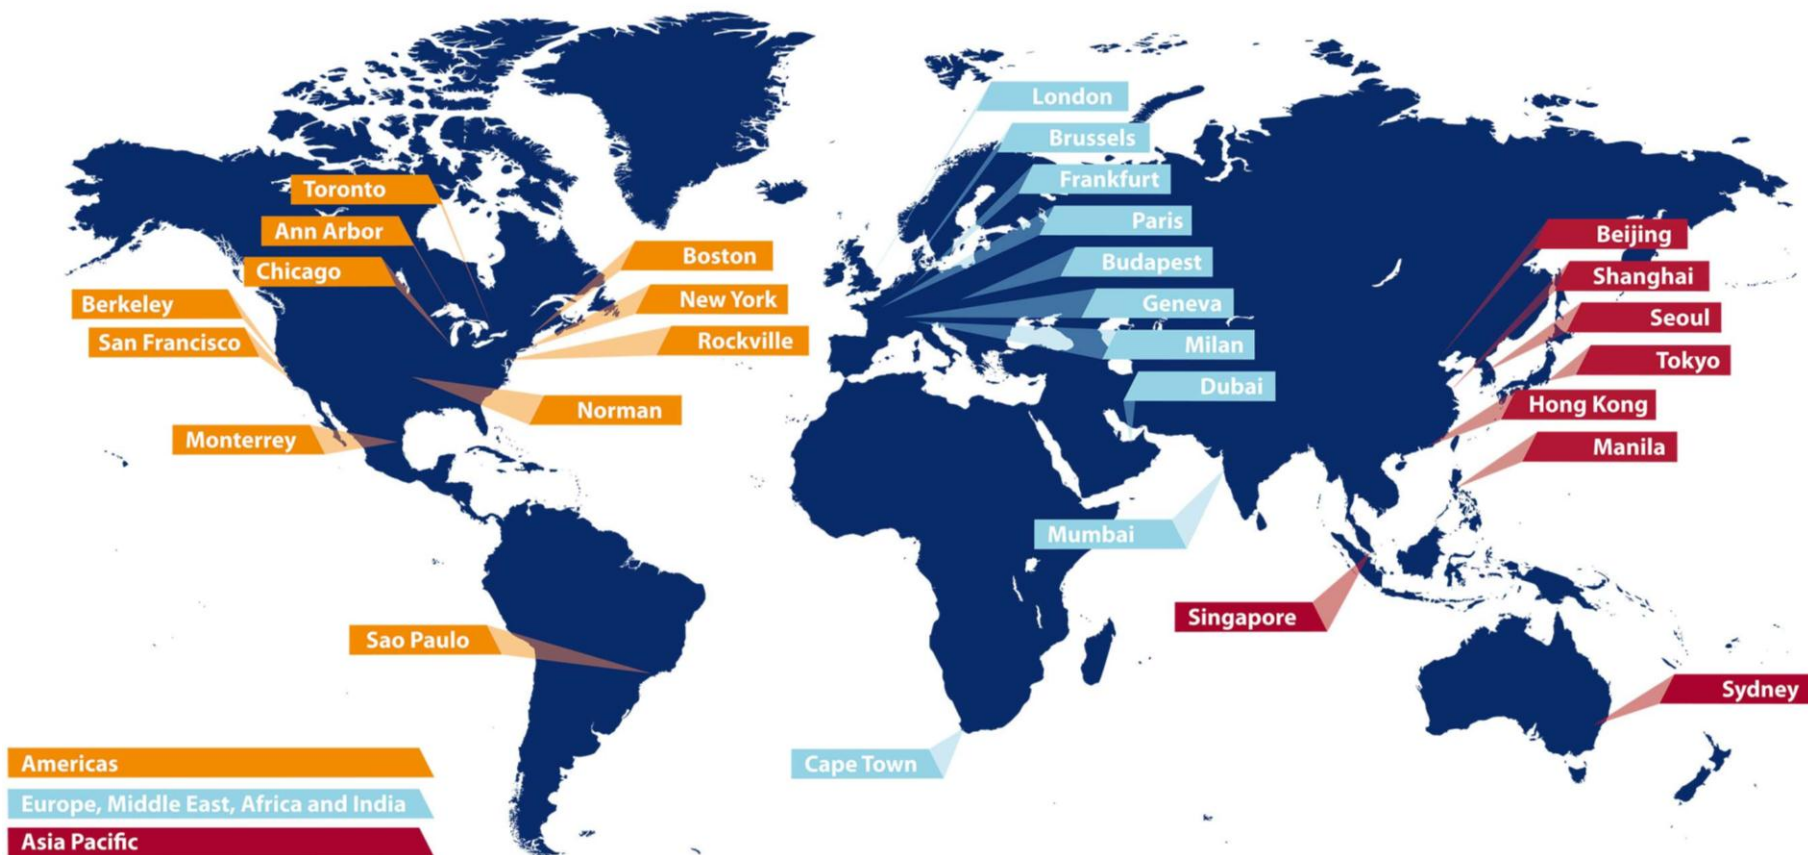 London
Brussels
Frankfurt
Paris
Budapest
Geneva
Milan
Dubai
Toronto
Ann Arbor
Chicago
Berkeley
San Francisco
Monterrey
Boston
New York
Rockville
Norman
Beijing
Shanghai
Seoul
Tokyo
Hong Kong
Manila
Mumbai
Singapore
Sao Paulo
Sydney
Cape Town
Americas
Europe, Middle East, Africa and India
Asia Pacific